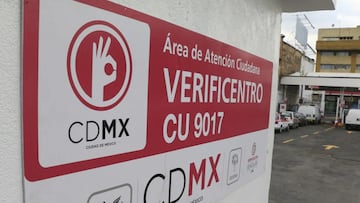 CDMX
CIUDAD DE MÉXICO
Área de Atención Ciudadana
VERIFICENTRO
CU 9017
CDMX